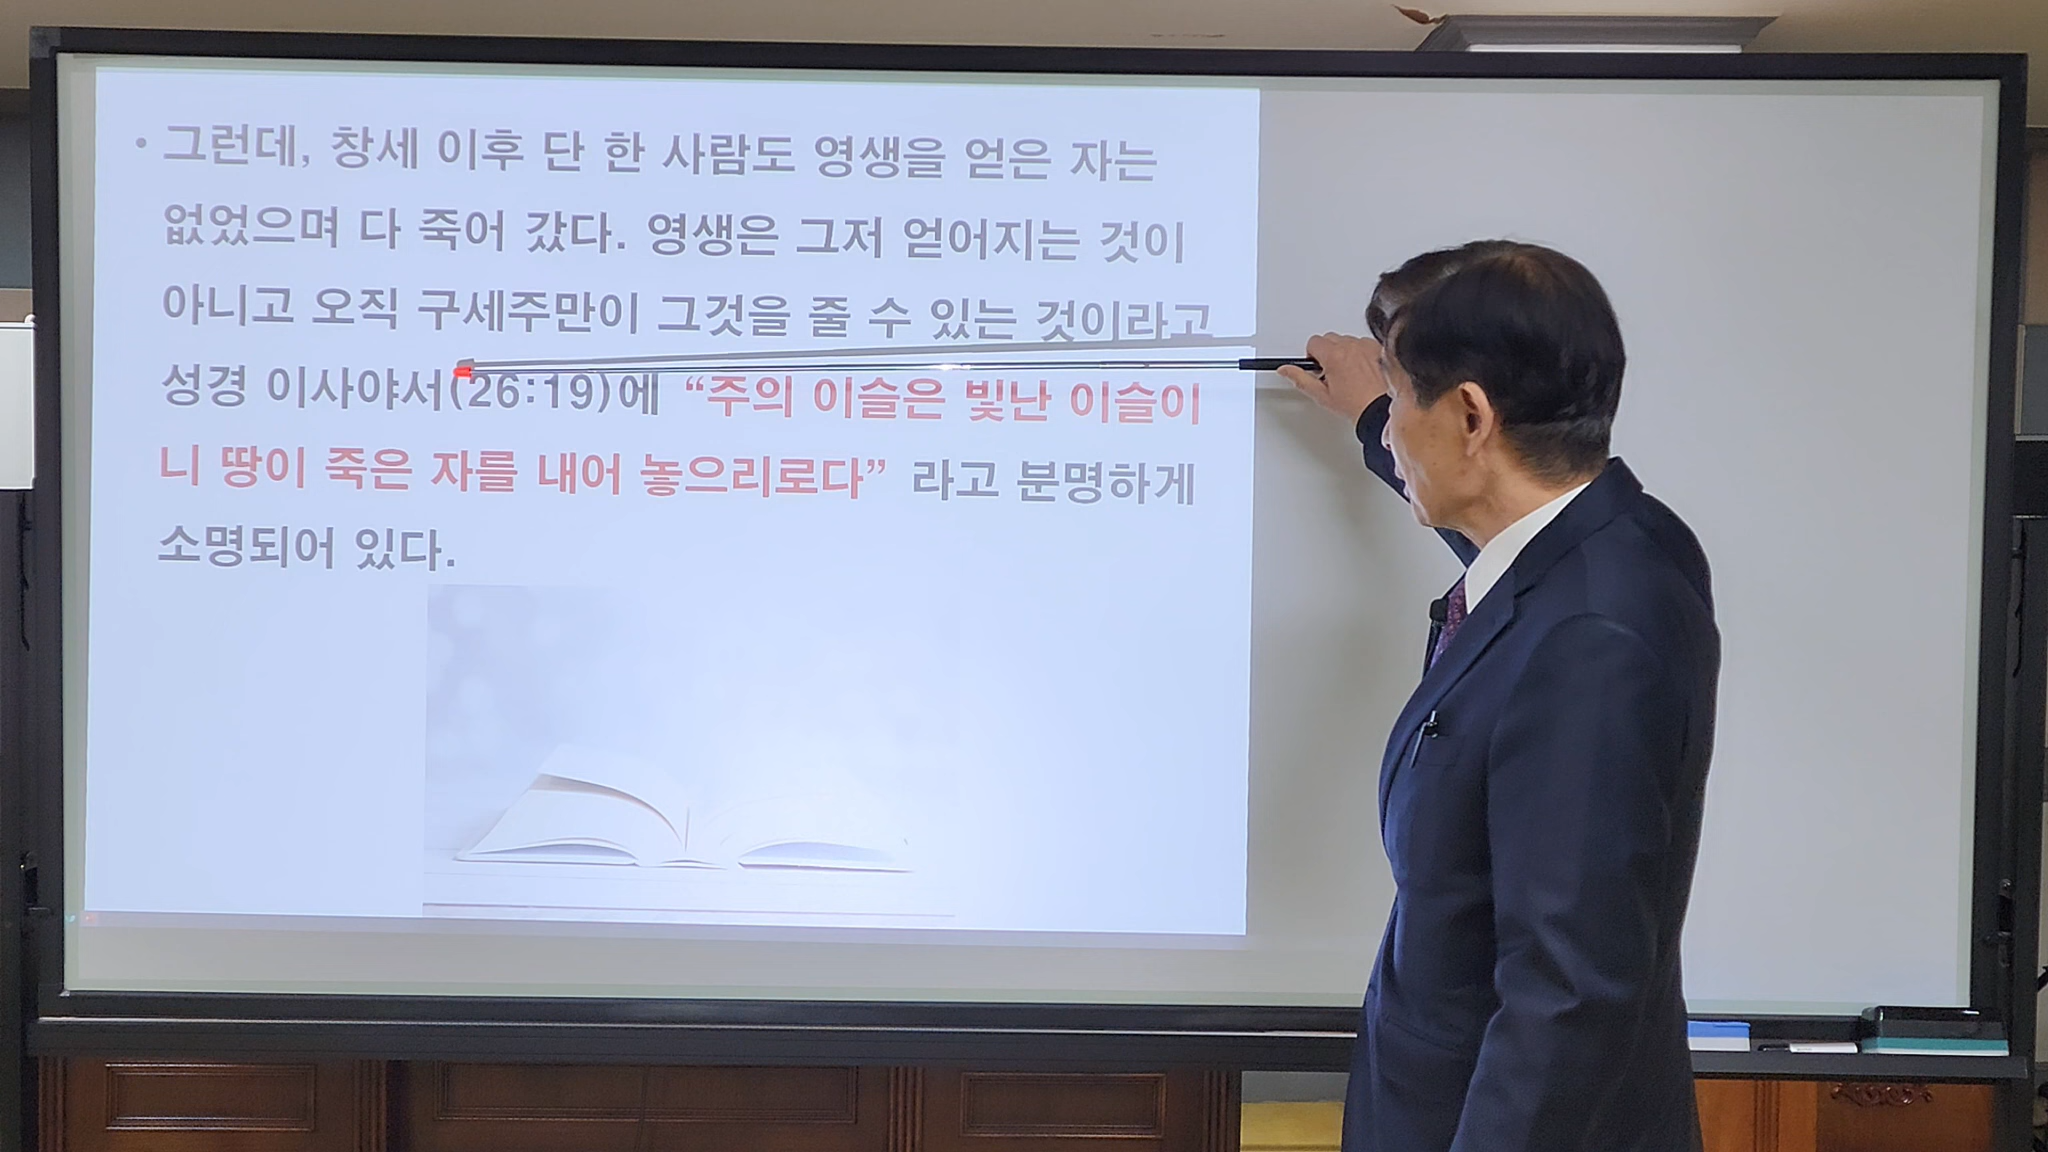 • 그런데, 창세 이후 단 한 사람도 영생을 얻은 자는
없었으며 다 죽어 갔다. 영생은 그저 얻어지는 것이
아니고 오직 구세주만이 그것을 줄 수 있는 것이라고
성경 이사야서(26:19)에 “주의 이슬은 빛난 이슬이
니 땅이 죽은 자를 내어 놓으리로다” 라고 분명하게
소명되어 있다.